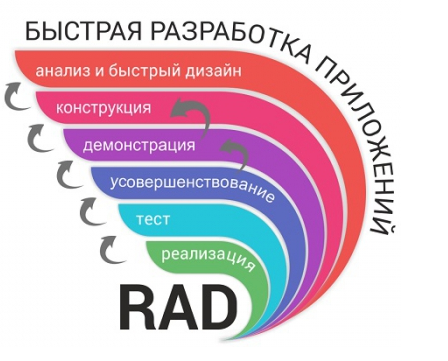 БЫСТРАЯ РАЗРАБОТКА ПРИЛОЖЕНИЙ
анализ и быстрый дизайн
конструкция
демонстрация
усовершенствование
тест
реализация
RAD